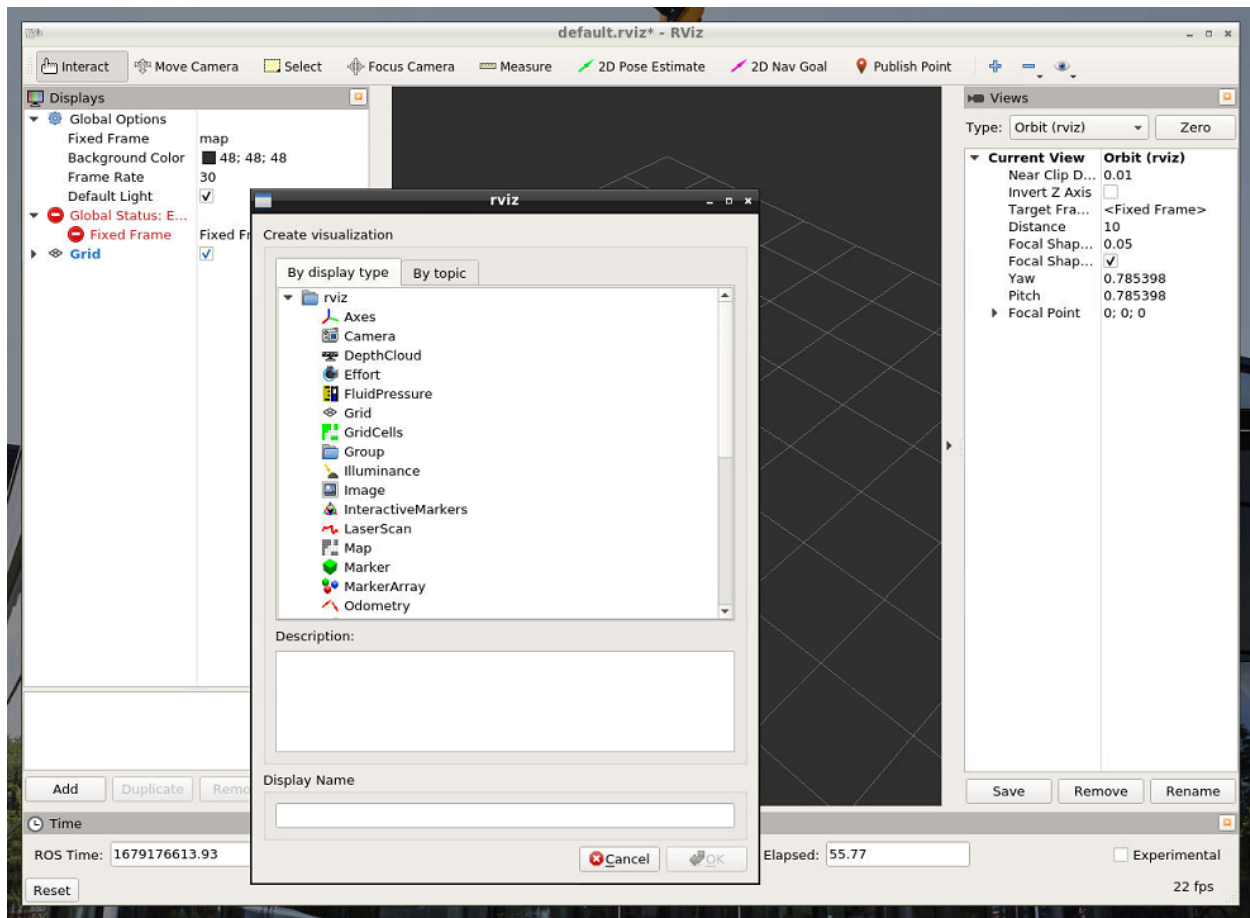 default.rviz* - RViz
Interact Move Camera Select Focus Camera Measure 2D Pose Estimate 2D Nav Goal Publish Point
Displays
Global Options
Fixed Frame map
Background Color 48; 48; 48
Frame Rate 30
Default Light
Global Status: E...
Fixed Frame Fixed Fr
Grid
Add Duplicate Remo
rviz
Create visualization
By display type By topic
rviz
Axes
Camera
DepthCloud
Effort
FluidPressure
Grid
GridCells
Group
Illuminance
Image
InteractiveMarkers
LaserScan
Map
Marker
MarkerArray
Odometry
Description:
Display Name
Cancel OK
Views
Type: Orbit (rviz) Zero
Current View Orbit (rviz)
Near Clip D... 0.01
Invert Z Axis
Target Fra... <Fixed Frame>
Distance 10
Focal Shap... 0.05
Focal Shap...
Yaw 0.785398
Pitch 0.785398
Focal Point 0; 0; 0
Save Remove Rename
Time
ROS Time: 1679176613.93 Elapsed: 55.77 Experimental
Reset 22 fps